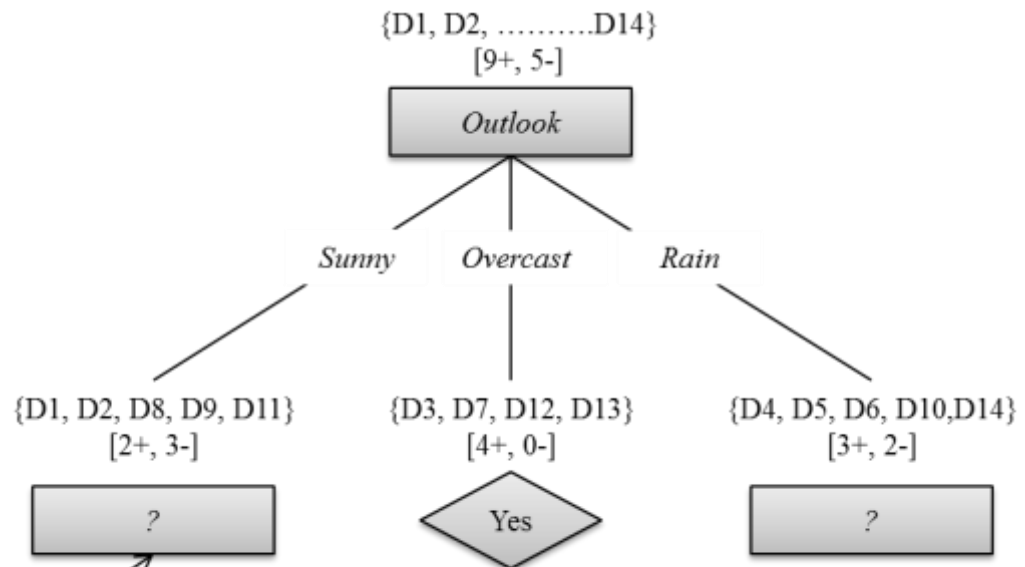 {D1, D2, ……….D14}
[9+, 5-]
Outlook
Sunny
Overcast
Rain
{D1, D2, D8, D9, D11}
[2+, 3-]
?
{D3, D7, D12, D13}
[4+, 0-]
Yes
{D4, D5, D6, D10,D14}
[3+, 2-]
?